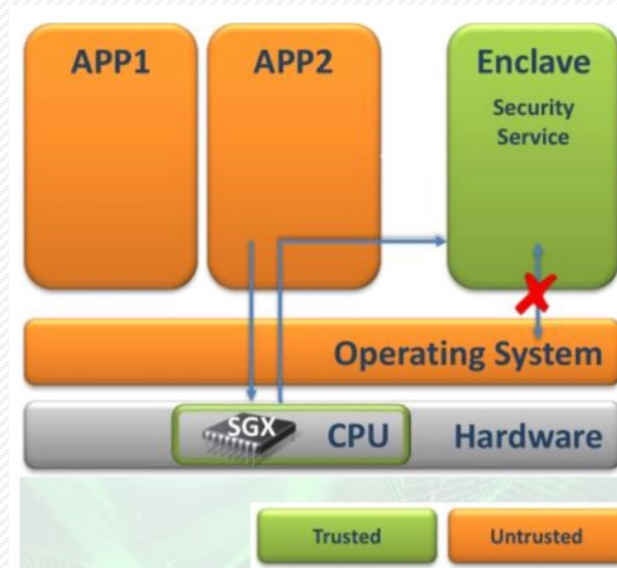 APP1
APP2
Enclave
Security
Service
Operating System
SGX
CPU
Hardware
Trusted
Untrusted